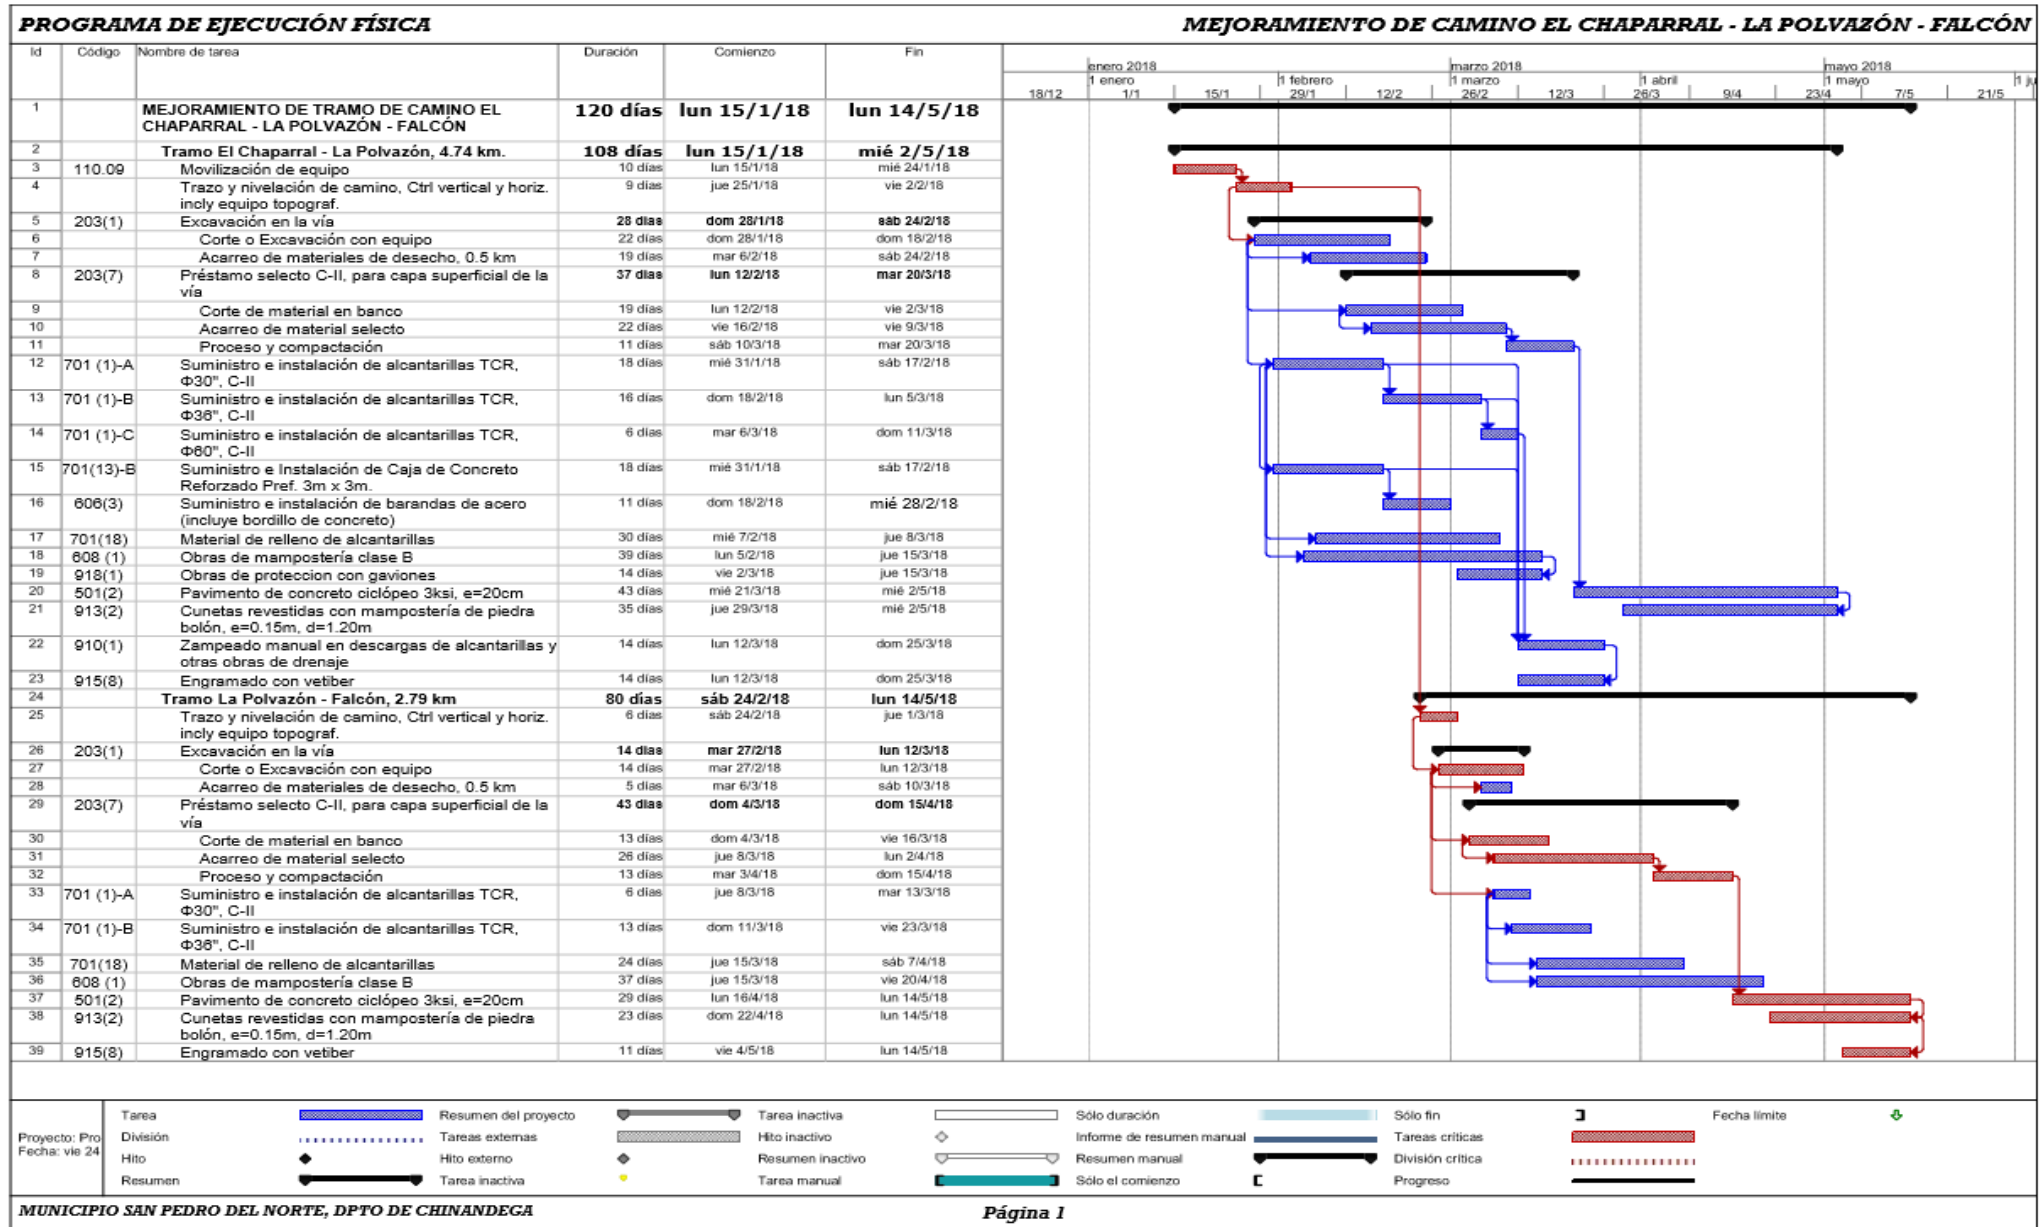 PROGRAMA DE EJECUCIÓN FÍSICA
MEJORAMIENTO DE CAMINO EL CHAPARRAL - LA POLVAZÓN - FALCÓN
Id Código Nombre de tarea Duración Comienzo Fin
enero 2018 marzo 2018 mayo 2018
1 enero 1 febrero 1 marzo 1 abril 1 mayo 1 ju
18/12 1/1 15/1 29/1 12/2 26/2 12/3 26/3 9/4 23/4 7/5 21/5
1 MEJORAMIENTO DE TRAMO DE CAMINO EL 120 días lun 15/1/18 lun 14/5/18
CHAPARRAL - LA POLVAZÓN - FALCÓN
2 Tramo El Chaparral - La Polvazón, 4.74 km. 108 días lun 15/1/18 mié 2/5/18
3 110.09 Movilización de equipo 10 días lun 15/1/18 mié 24/1/18
4 Trazo y nivelación de camino, Ctrl vertical y horiz. 9 días jue 25/1/18 vie 2/2/18
incly equipo topograf.
5 203(1) Excavación en la vía 28 días dom 28/1/18 sáb 24/2/18
6 Corte o Excavación con equipo 22 días dom 28/1/18 dom 18/2/18
7 Acarreo de materiales de desecho, 0.5 km 19 días mar 6/2/18 sáb 24/2/18
8 203(7) Préstamo selecto C-II, para capa superficial de la 37 días lun 12/2/18 mar 20/3/18
vía
9 Corte de material en banco 19 días lun 12/2/18 vie 2/3/18
10 Acarreo de material selecto 22 días vie 16/2/18 vie 9/3/18
11 Proceso y compactación 11 días sáb 10/3/18 mar 20/3/18
12 701 (1)-A Suministro e instalación de alcantarillas TCR, 18 días mié 31/1/18 sáb 17/2/18
Φ30", C-II
13 701 (1)-B Suministro e instalación de alcantarillas TCR, 16 días dom 18/2/18 lun 5/3/18
Φ36", C-II
14 701 (1)-C Suministro e instalación de alcantarillas TCR, 6 días mar 6/3/18 dom 11/3/18
Φ60", C-II
15 701(13)-B Suministro e Instalación de Caja de Concreto 18 días mié 31/1/18 sáb 17/2/18
Reforzado Pref. 3m x 3m.
16 606(3) Suministro e instalación de barandas de acero 11 días dom 18/2/18 mié 28/2/18
(incluye bordillo de concreto)
17 701(18) Material de relleno de alcantarillas 30 días mié 7/2/18 jue 8/3/18
18 608 (1) Obras de mampostería clase B 39 días lun 5/2/18 jue 15/3/18
19 918(1) Obras de proteccion con gaviones 14 días vie 2/3/18 jue 15/3/18
20 501(2) Pavimento de concreto ciclópeo 3ksi, e=20cm 43 días mié 21/3/18 mié 2/5/18
21 913(2) Cunetas revestidas con mampostería de piedra 35 días jue 29/3/18 mié 2/5/18
bolón, e=0.15m, d=1.20m
22 910(1) Zampeado manual en descargas de alcantarillas y 14 días lun 12/3/18 dom 25/3/18
otras obras de drenaje
23 915(8) Engramado con vetiber 14 días lun 12/3/18 dom 25/3/18
24 Tramo La Polvazón - Falcón, 2.79 km 80 días sáb 24/2/18 lun 14/5/18
25 Trazo y nivelación de camino, Ctrl vertical y horiz. 6 días sáb 24/2/18 jue 1/3/18
incly equipo topograf.
26 203(1) Excavación en la vía 14 días mar 27/2/18 lun 12/3/18
27 Corte o Excavación con equipo 14 días mar 27/2/18 lun 12/3/18
28 Acarreo de materiales de desecho, 0.5 km 5 días mar 6/3/18 sáb 10/3/18
29 203(7) Préstamo selecto C-II, para capa superficial de la 43 días dom 4/3/18 dom 15/4/18
vía
30 Corte de material en banco 13 días dom 4/3/18 vie 16/3/18
31 Acarreo de material selecto 26 días jue 8/3/18 lun 2/4/18
32 Proceso y compactación 13 días mar 3/4/18 dom 15/4/18
33 701 (1)-A Suministro e instalación de alcantarillas TCR, 6 días jue 8/3/18 mar 13/3/18
Φ30", C-II
34 701 (1)-B Suministro e instalación de alcantarillas TCR, 13 días dom 11/3/18 vie 23/3/18
Φ36", C-II
35 701(18) Material de relleno de alcantarillas 24 días jue 15/3/18 sáb 7/4/18
36 608 (1) Obras de mampostería clase B 37 días jue 15/3/18 vie 20/4/18
37 501(2) Pavimento de concreto ciclópeo 3ksi, e=20cm 29 días lun 16/4/18 lun 14/5/18
38 913(2) Cunetas revestidas con mampostería de piedra 23 días dom 22/4/18 lun 14/5/18
bolón, e=0.15m, d=1.20m
39 915(8) Engramado con vetiber 11 días vie 4/5/18 lun 14/5/18
Proyecto: Pro
Fecha: vie 24
Tarea Resumen del proyecto Tarea inactiva Sólo duración Sólo fin Fecha límite
División Tareas externas Hito inactivo Informe de resumen manual Tareas críticas
Hito Hito externo Resumen inactivo Resumen manual División crítica
Resumen Tarea inactiva Tarea manual Sólo el comienzo Progreso
MUNICIPIO SAN PEDRO DEL NORTE, DPTO DE CHINANDEGA
Página 1